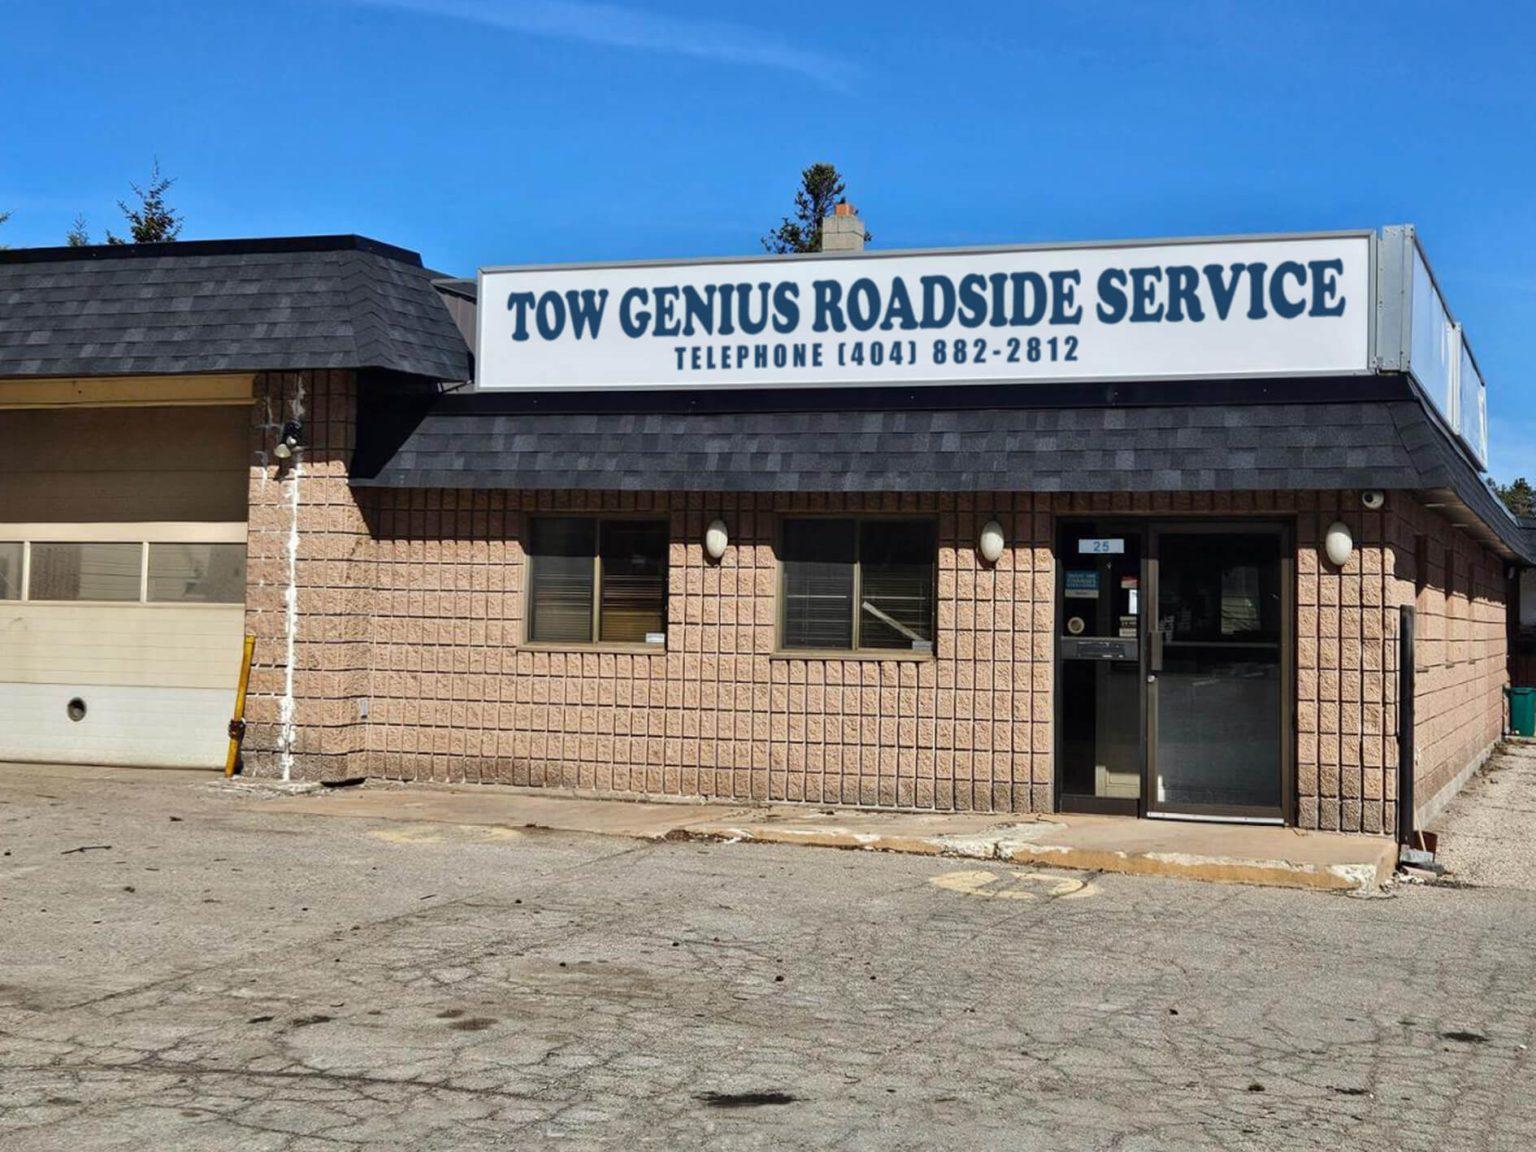 TOW GENIUS ROADSIDE SERVICE
TELEPHONE (404) 882-2812
25